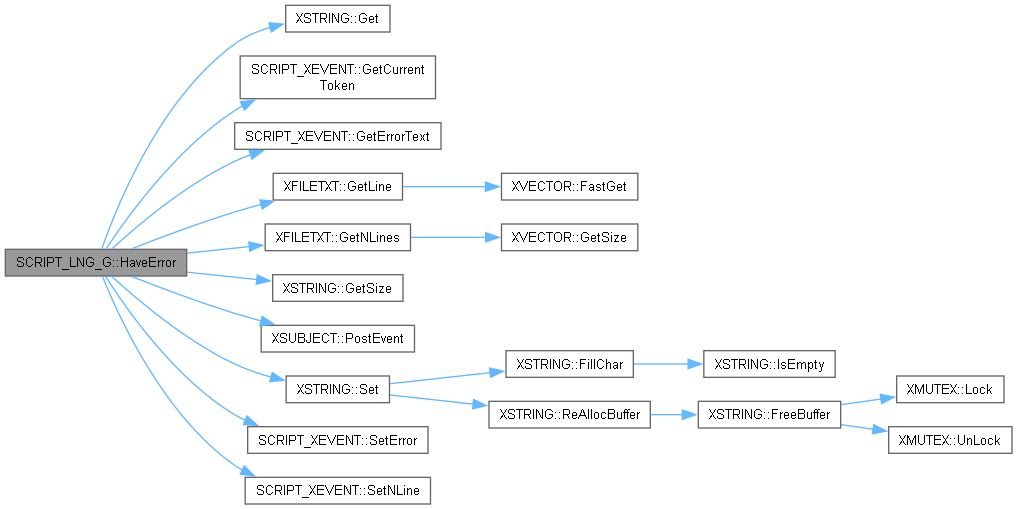 XSTRING::Get
SCRIPT_XEVENT::GetCurrent
Token
SCRIPT_XEVENT::GetErrorText
XFILETXT::GetLine
XVECTOR::FastGet
XFILETXT::GetNLines
XVECTOR::GetSize
SCRIPT_LNG_G::HaveError
XSTRING::GetSize
XSUBJECT::PostEvent
XSTRING::Set
XSTRING::FillChar
XSTRING::IsEmpty
XSTRING::ReAllocBuffer
XSTRING::FreeBuffer
XMUTEX::Lock
XMUTEX::UnLock
SCRIPT_XEVENT::SetError
SCRIPT_XEVENT::SetNLine